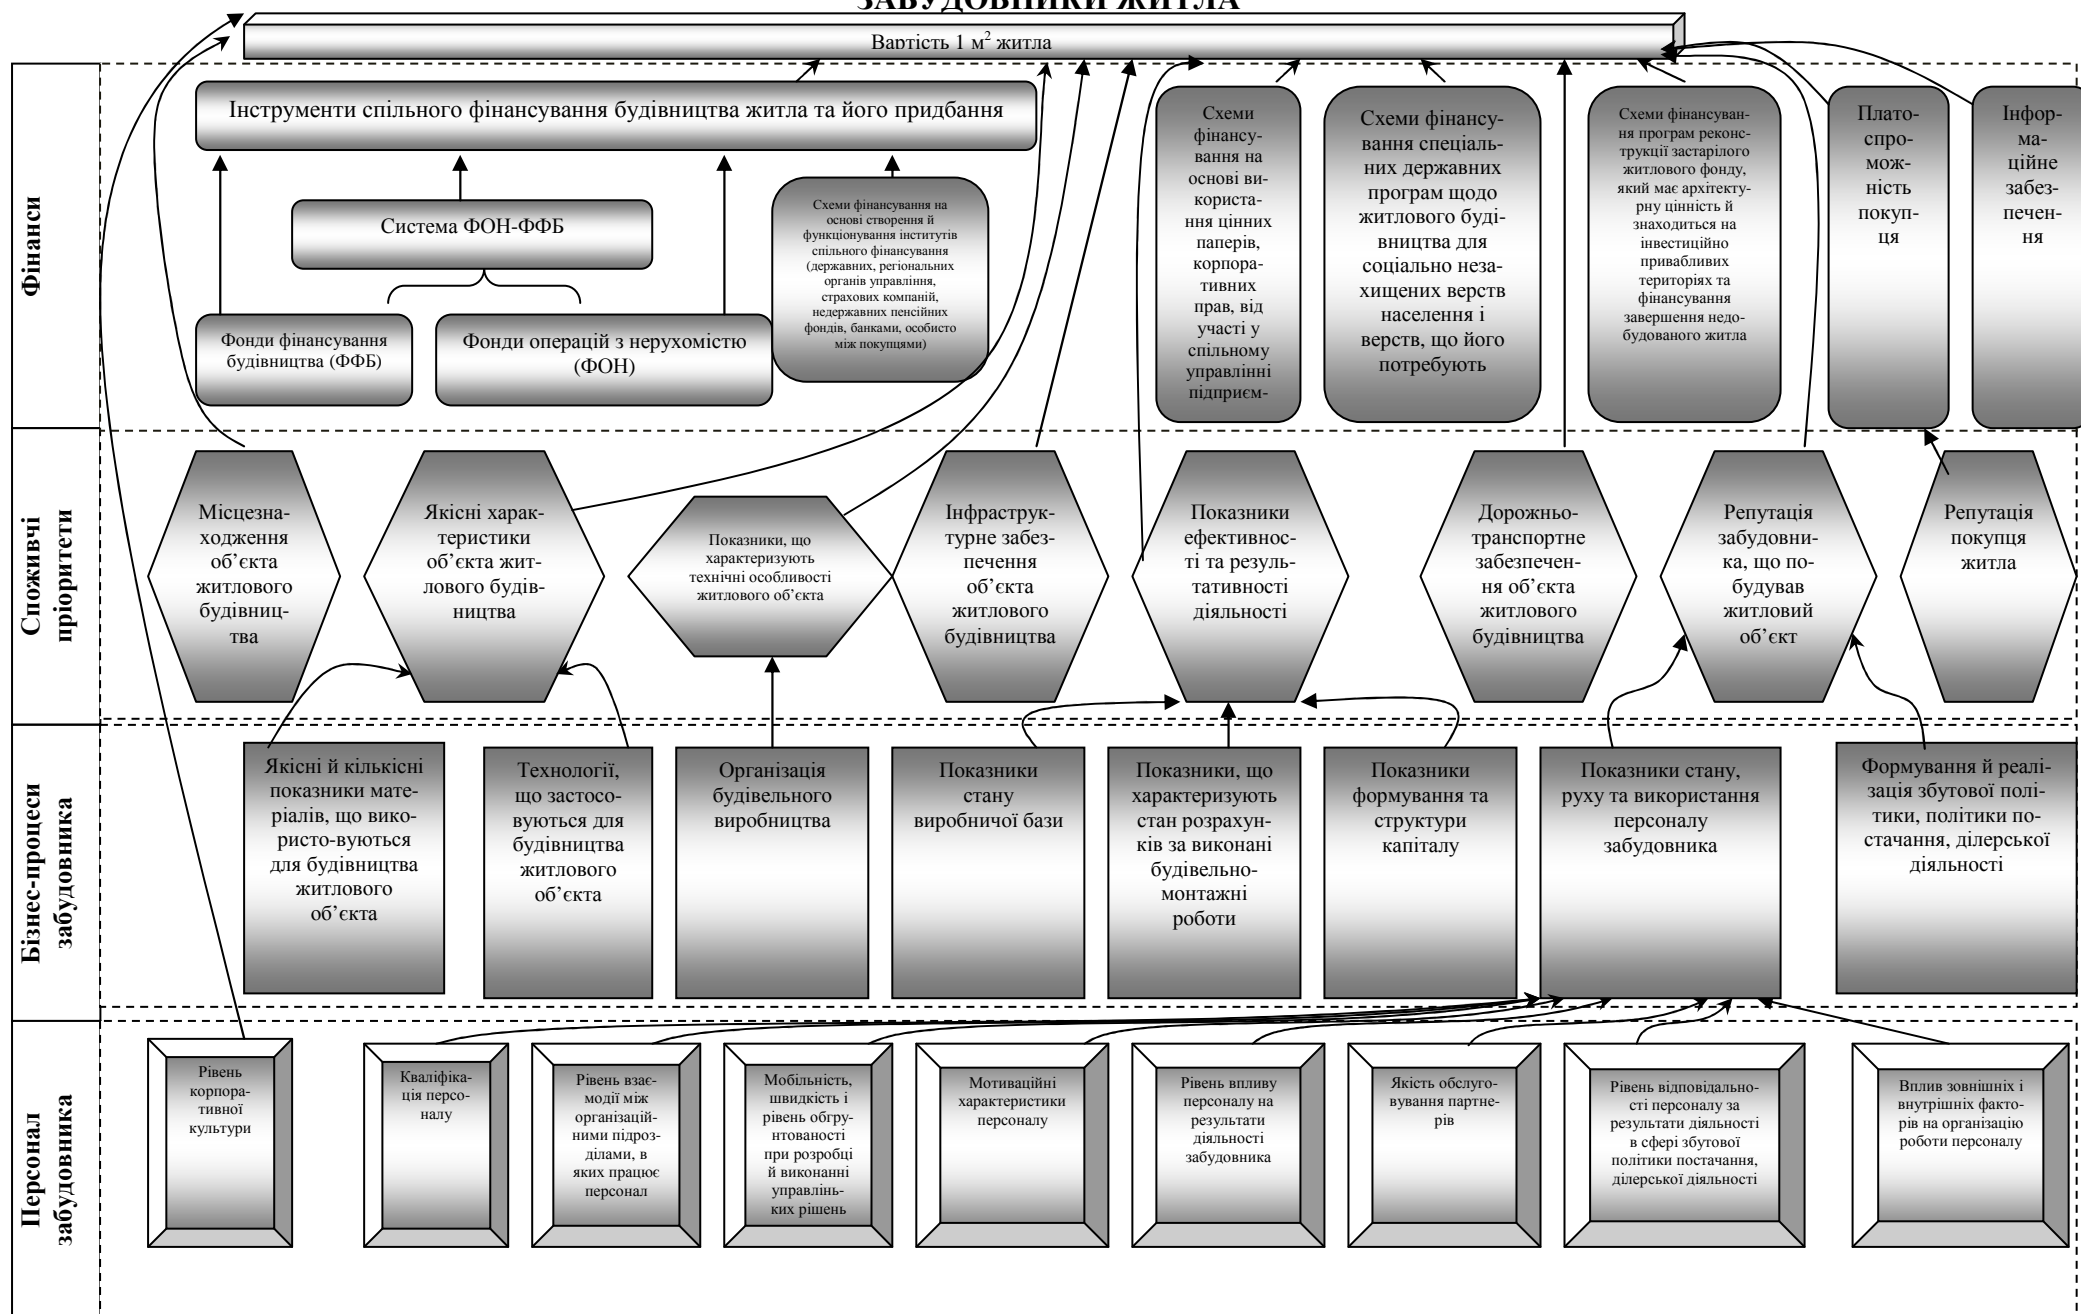 ЗАБУДОВНИКИ ЖИТЛА
Вартість 1 м² житла
Фінанси
Інструменти спільного фінансування будівництва житла та його придбання
Система ФОН-ФФБ
Фонди фінансування
будівництва (ФФБ)
Фонди операцій з нерухомістю
(ФОН)
Схеми фінансування на
основі створення й
функціонування інститутів
спільного фінансування
(державних, регіональних
органів управління,
страхових компаній,
недержавних пенсійних
фондів, банками, особисто
між покупцями)
Схеми
фінансу-
вання на
основі ви-
користа-
ння цінних
паперів,
корпора-
тивних
прав, від
участі у
спільному
управлінні
підприєм-
Схеми фінансу-
вання спеціаль-
них державних
програм щодо
житлового буді-
вництва для
соціально неза-
хищених верств
населення і
верств, що його
потребують
Схеми фінансуван-
ня програм реконс-
трукції застарілого
житлового фонду,
який має архітекту-
рну цінність й
знаходиться на
інвестиційно
привабливих
територіях та
фінансування
завершення недо-
будованого житла
Плато-
спро-
мож-
ність
покуп-
ця
Інфор-
ма-
ційне
забез-
печен-
ня
Споживчі
пріоритети
Місцезна-
ходження
об’єкта
житлового
будівниц-
тва
Якісні харак-
теристики
об’єкта жит-
лового будів-
ництва
Показники, що
характеризують
технічні особливості
житлового об’єкта
Інфраструк-
турне забез-
печення
об’єкта
житлового
будівництва
Показники
ефективнос-
ті та резуль-
тативності
діяльності
Дорожньо-
транспортне
забезпечен-
ня об’єкта
житлового
будівництва
Репутація
забудовни-
ка, що по-
будував
житловий
об’єкт
Репутація
покупця
житла
Бізнес-процеси
забудовника
Якісні й кількісні
показники мате-
ріалів, що вико-
ристо-вуються
для будівництва
житлового
об’єкта
Технології,
що застосо-
вуються для
будівництва
житлового
об’єкта
Організація
будівельного
виробництва
Показники
стану
виробничої бази
Показники, що
характеризують
стан розрахун-
ків за виконані
будівельно-
монтажні
роботи
Показники
формування та
структури
капіталу
Показники стану,
руху та використання
персоналу
забудовника
Формування й реалі-
зація збутової полі-
тики, політики по-
стачання, ділерської
діяльності
Персонал
забудовника
Рівень
корпора-
тивної
культури
Кваліфіка-
ція персо-
налу
Рівень взає-
модії між
організацій-
ними підроз-
ділами, в
яких працює
персонал
Мобільність,
швидкість і
рівень обгру-
нтованості
при розробці
й виконанні
управлінь-
ких рішень
Мотиваційні
характеристики
персоналу
Рівень впливу
персоналу на
результати
діяльності
забудовника
Якість обслуго-
вування партне-
рів
Рівень відповідально-
сті персоналу за
результати діяльності
в сфері збутової
політики постачання,
ділерської діяльності
Вплив зовнішніх і
внутрішніх факто-
рів на організацію
роботи персоналу